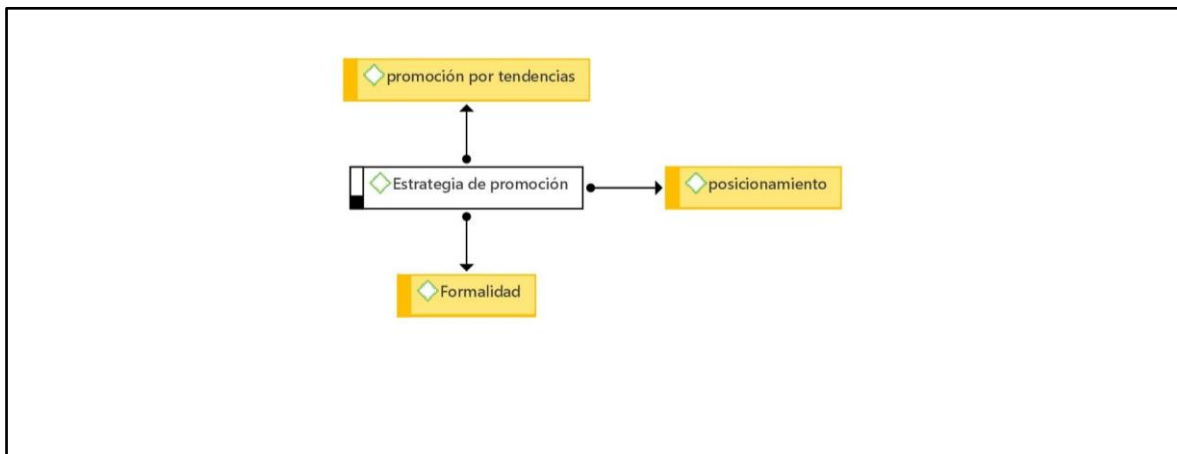 promoción por tendencias
Estrategia de promoción
posicionamiento
Formalidad